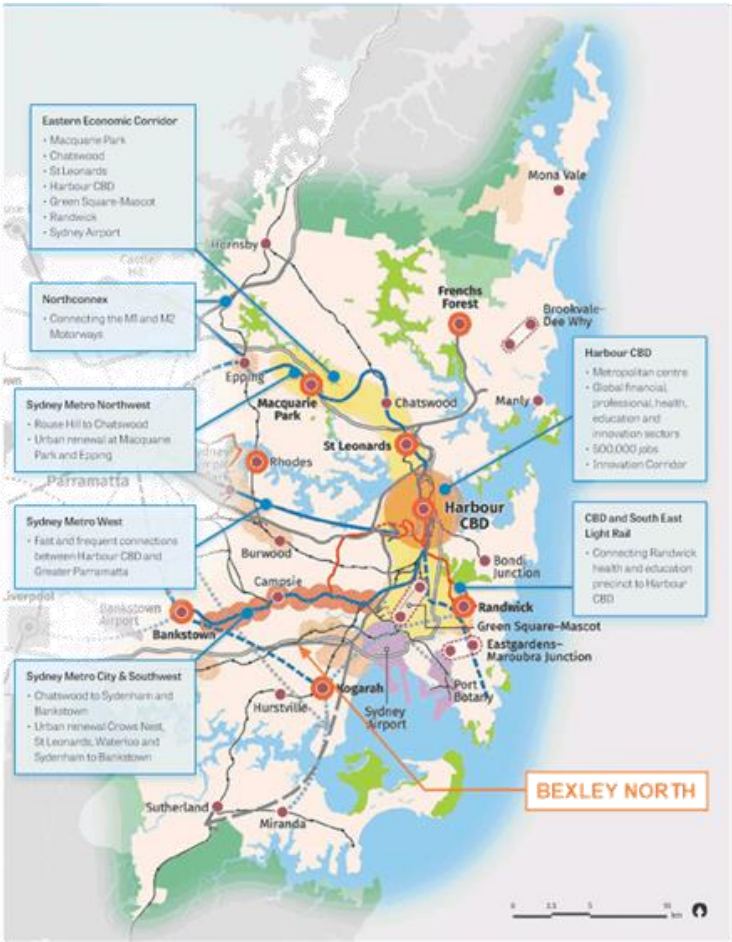 Eastern Economic Corridor
• Macquarie Park
• Chatswood
• St Leonards
• Harbour CBD
• Green Square-Mascot
• Randwick
• Sydney Airport
Mona Vale
Hornsby
Castle
Hill
Northconnex
• Connecting the M1 and M2
Motorways
Frenchs
Forest
Brookvale-
Dee Why
Epping
Macquarie
Park
Chatswood
Manly
Harbour CBD
• Metropolitan centre
• Global financial,
professional, health,
education and
innovation sectors
• 500,000 jobs
• Innovation Corridor
Sydney Metro Northwest
• Rouse Hill to Chatswood
• Urban renewal at Macquarie
Park and Epping
St Leonards
Rhodes
Parramatta
Harbour
CBD
Sydney Metro West
• Fast and frequent connections
between Harbour CBD and
Greater Parramatta
Burwood
CBD and South East
Light Rail
• Connecting Randwick
health and education
precinct to Harbour
CBD
Bondi
Junction
Campsie
Liverpool
Bankstown
Airport
Bankstown
Randwick
Green Square-Mascot
Eastgardens-
Maroubra Junction
Sydney Metro City & Southwest
• Chatswood to Sydenham and
Bankstown
• Urban renewal Crows Nest,
St Leonards, Waterloo and
Sydenham to Bankstown
Kogarah
Hurstville
Sydney
Airport
Port
Botany
BEXLEY NORTH
Sutherland
Miranda
0 2.5 5 10
km